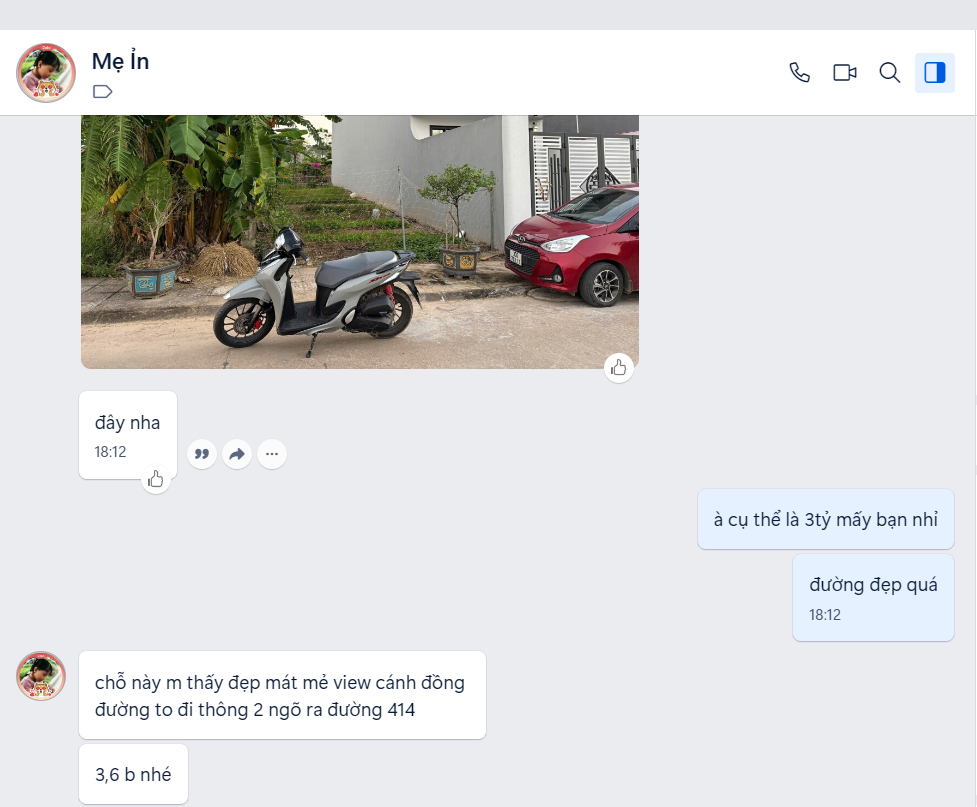 Mẹ Ỉn
đây nha
18:12
à cụ thể là 3tỷ mấy bạn nhỉ
đường đẹp quá
18:12
chỗ này m thấy đẹp mát mẻ view cánh đồng
đường to đi thông 2 ngõ ra đường 414
3,6 b nhé